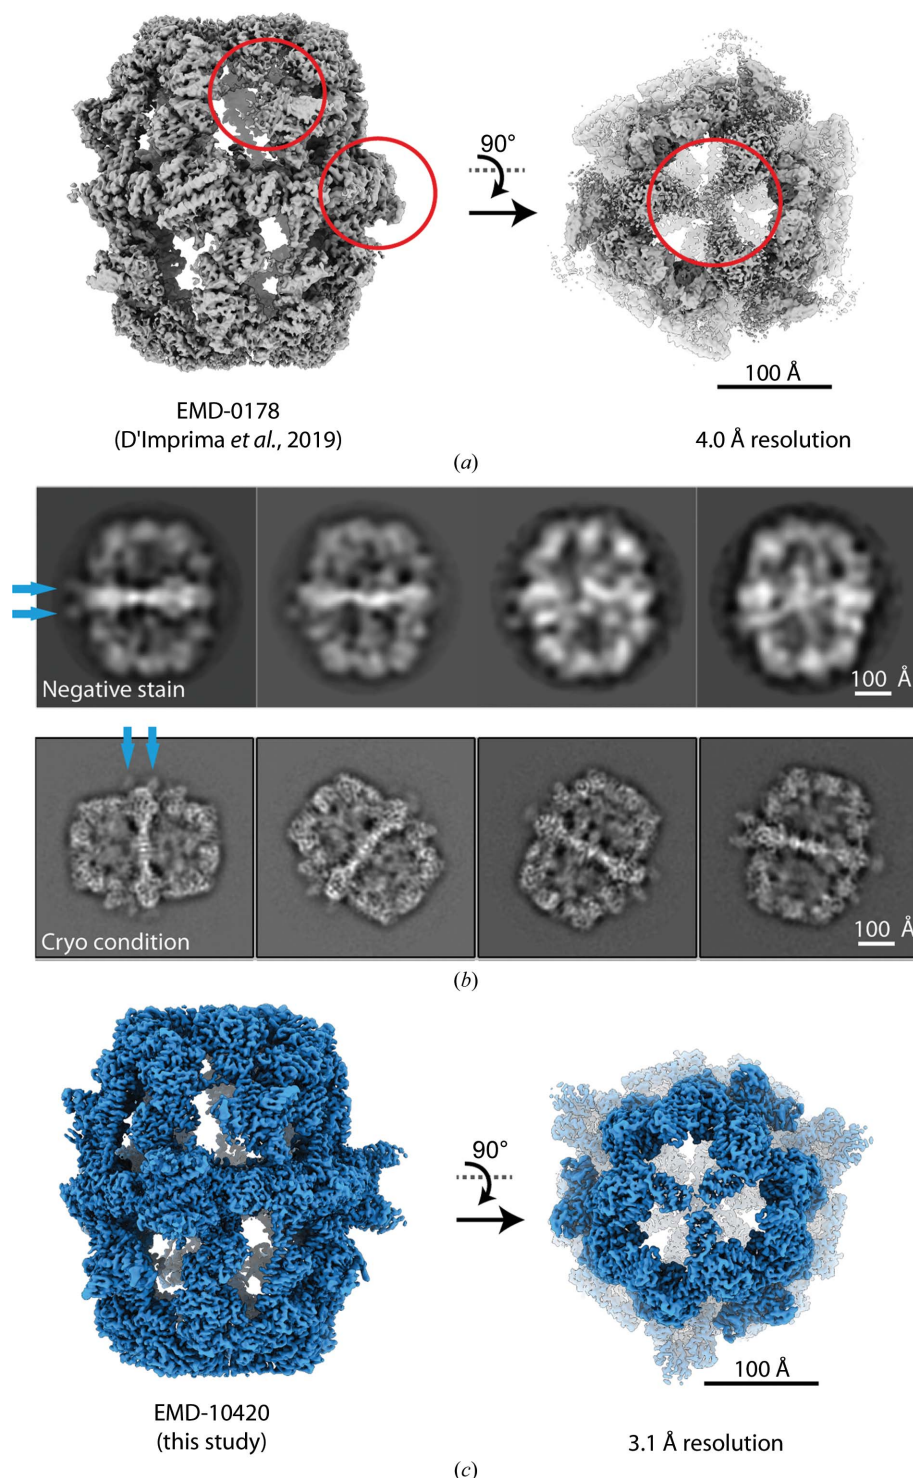 90°
100 Å
EMD-0178
(D'Imprima et al., 2019)
4.0 Å resolution
(a)
Negative stain
100 Å
Cryo condition
100 Å
(b)
90°
100 Å
EMD-10420
(this study)
3.1 Å resolution
(c)